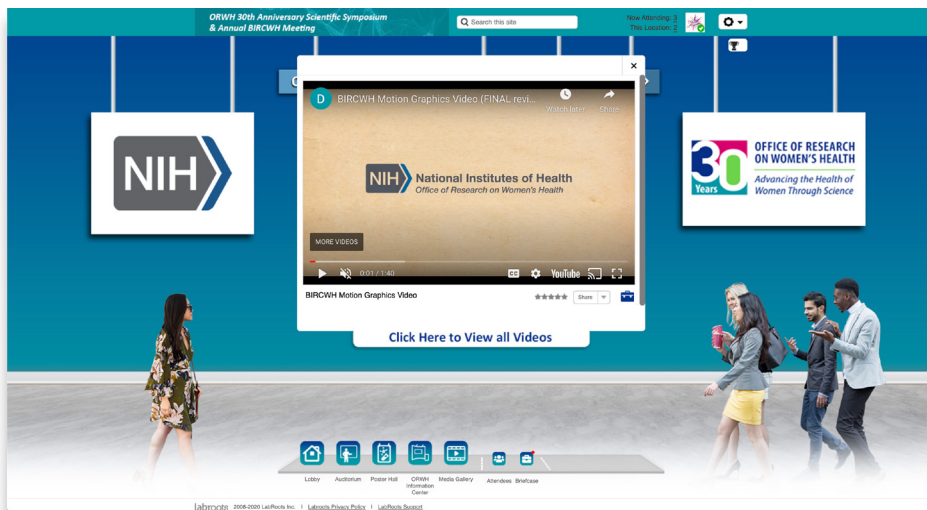 ORWH 30th Anniversary Scientific Symposium
& Annual BIRCWH Meeting
Search this site
Now Attending: 3
This Location: 2
NIH
D BIRCWH Motion Graphics Video (FINAL revi...
Watch later
Share
NIH
National Institutes of Health
Office of Research on Women's Health
MORE VIDEOS
0:01 / 1:40
CC
YouTube
BIRCWH Motion Graphics Video
Share
Click Here to View all Videos
30
Years
OFFICE OF RESEARCH
ON WOMEN'S HEALTH
Advancing the Health of
Women Through Science
Lobby
Auditorium
Poster Hall
ORWH
Information
Center
Media Gallery
Attendees
Briefcase
labroots 2008-2020 LabRoots Inc. | Labroots Privacy Policy | LabRoots Support